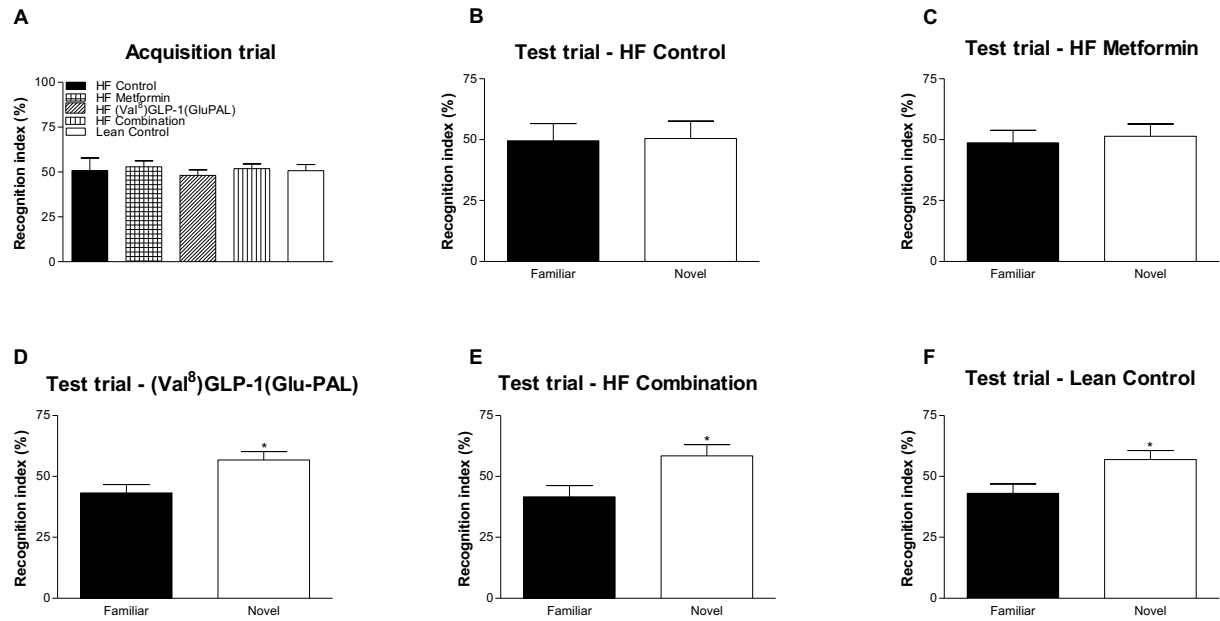 A
Acquisition trial
Recognition index (%)
100
75
50
25
0
HF Control
HF Metformin
HF (Val⁸)GLP-1(GluPAL)
HF Combination
Lean Control
B
Test trial - HF Control
Recognition index (%)
75
50
25
0
Familiar Novel
C
Test trial - HF Metformin
Recognition index (%)
75
50
25
0
Familiar Novel
D
Test trial - (Val⁸)GLP-1(Glu-PAL)
Recognition index (%)
75
50
25
0
*
Familiar Novel
E
Test trial - HF Combination
Recognition index (%)
75
50
25
0
*
Familiar Novel
F
Test trial - Lean Control
Recognition index (%)
75
50
25
0
*
Familiar Novel